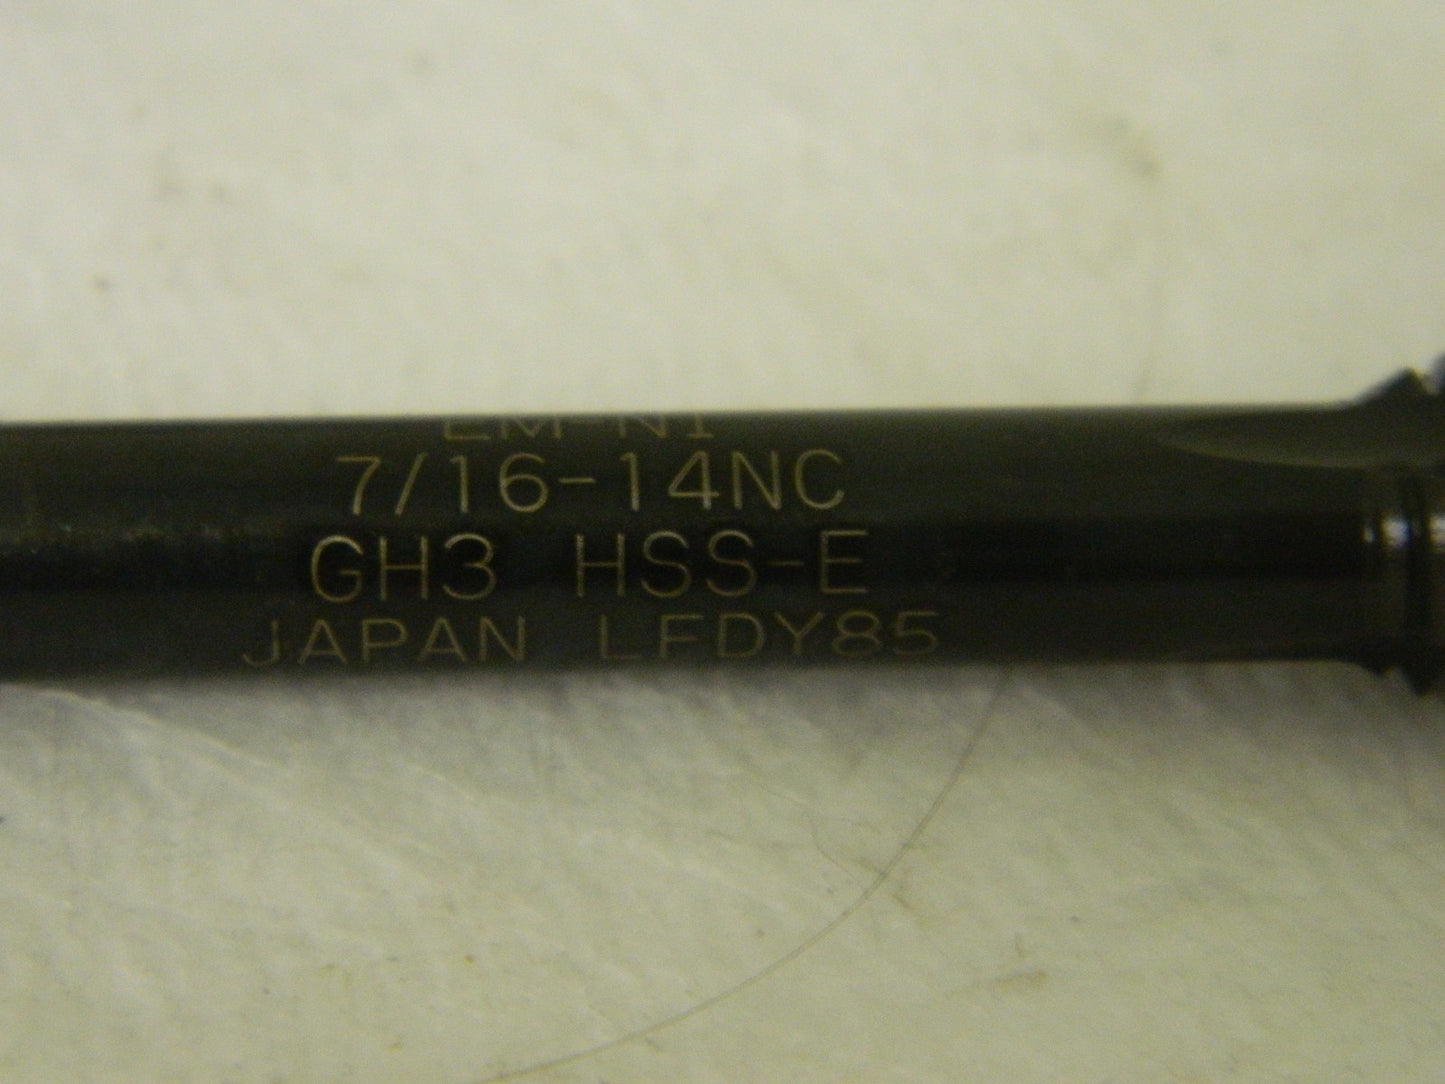 7/16-14NC
GH3 HSS-E
JAPAN LFDY85